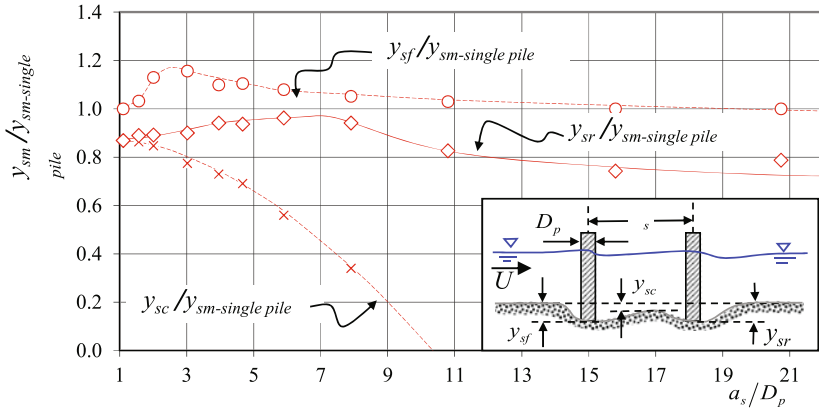 1.4
1.2
1.0
0.8
0.6
0.4
0.2
0.0
y_sm/y_sm-single pile
y_sf/y_sm-single pile
y_sr/y_sm-single pile
y_sc/y_sm-single pile
D_p
s
U
y_sc
y_sf
y_sr
1 3 5 7 9 11 13 15 17 19 21
a_s/D_p